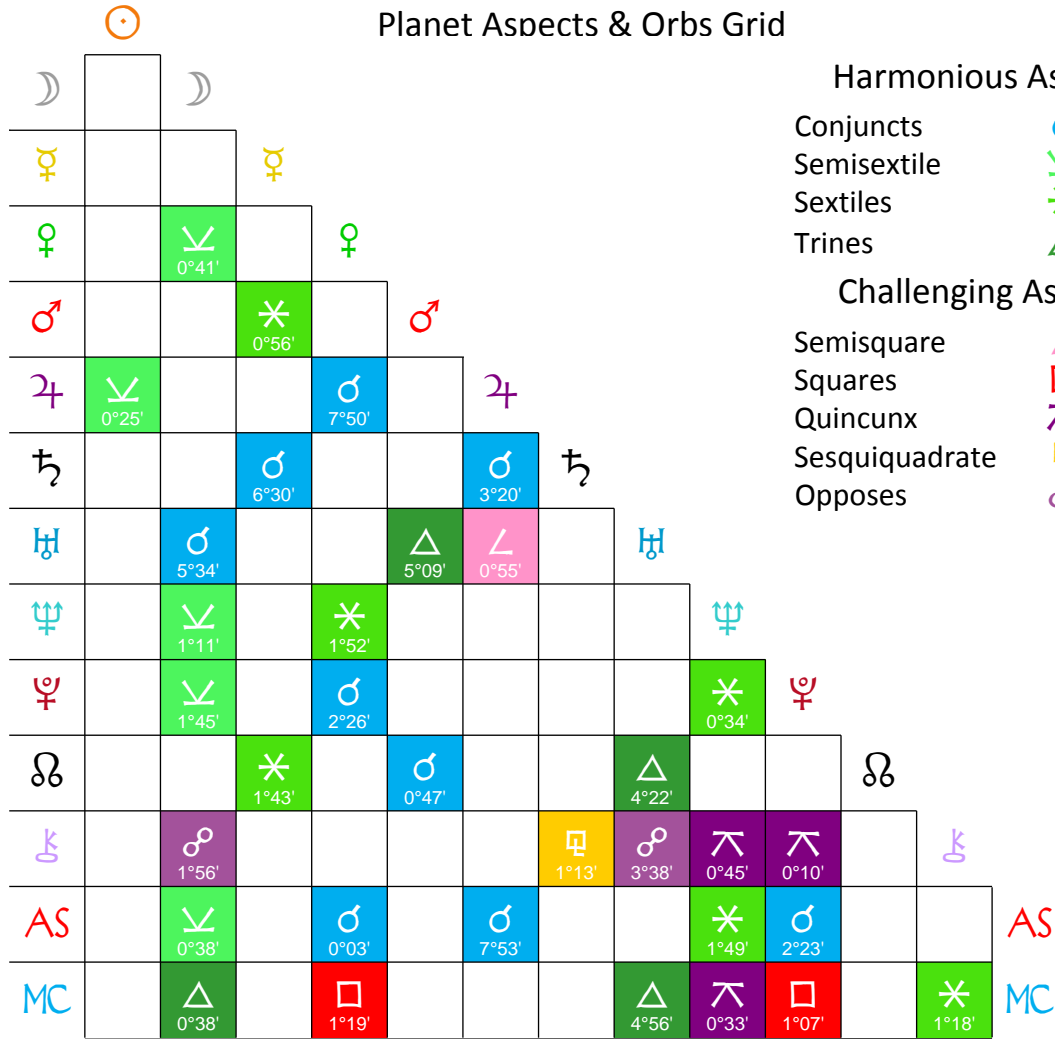 Planet Aspects & Orbs Grid
Harmonious As
Conjuncts
Semisextile
Sextiles
Trines
Challenging As
Semisquare
Squares
Quincunx
Sesquiquadrate
Opposes
☉
☽ ☽
☿ ☿
♀ 0°41' ♀
♂ 0°56' ♂
♃ 0°25' 7°50' ♃
♄ 6°30' 3°20' ♄
♅ 5°34' 5°09' 0°55' ♅
♆ 1°11' 1°52' ♆
♇ 1°45' 2°26' 0°34' ♇
☊ 1°43' 0°47' 4°22' ☊
⚷ 1°56' 1°13' 3°38' 0°45' 0°10' ⚷
AS 0°38' 0°03' 7°53' 1°49' 2°23' AS
MC 0°38' 1°19' 4°56' 0°33' 1°07' 1°18' MC